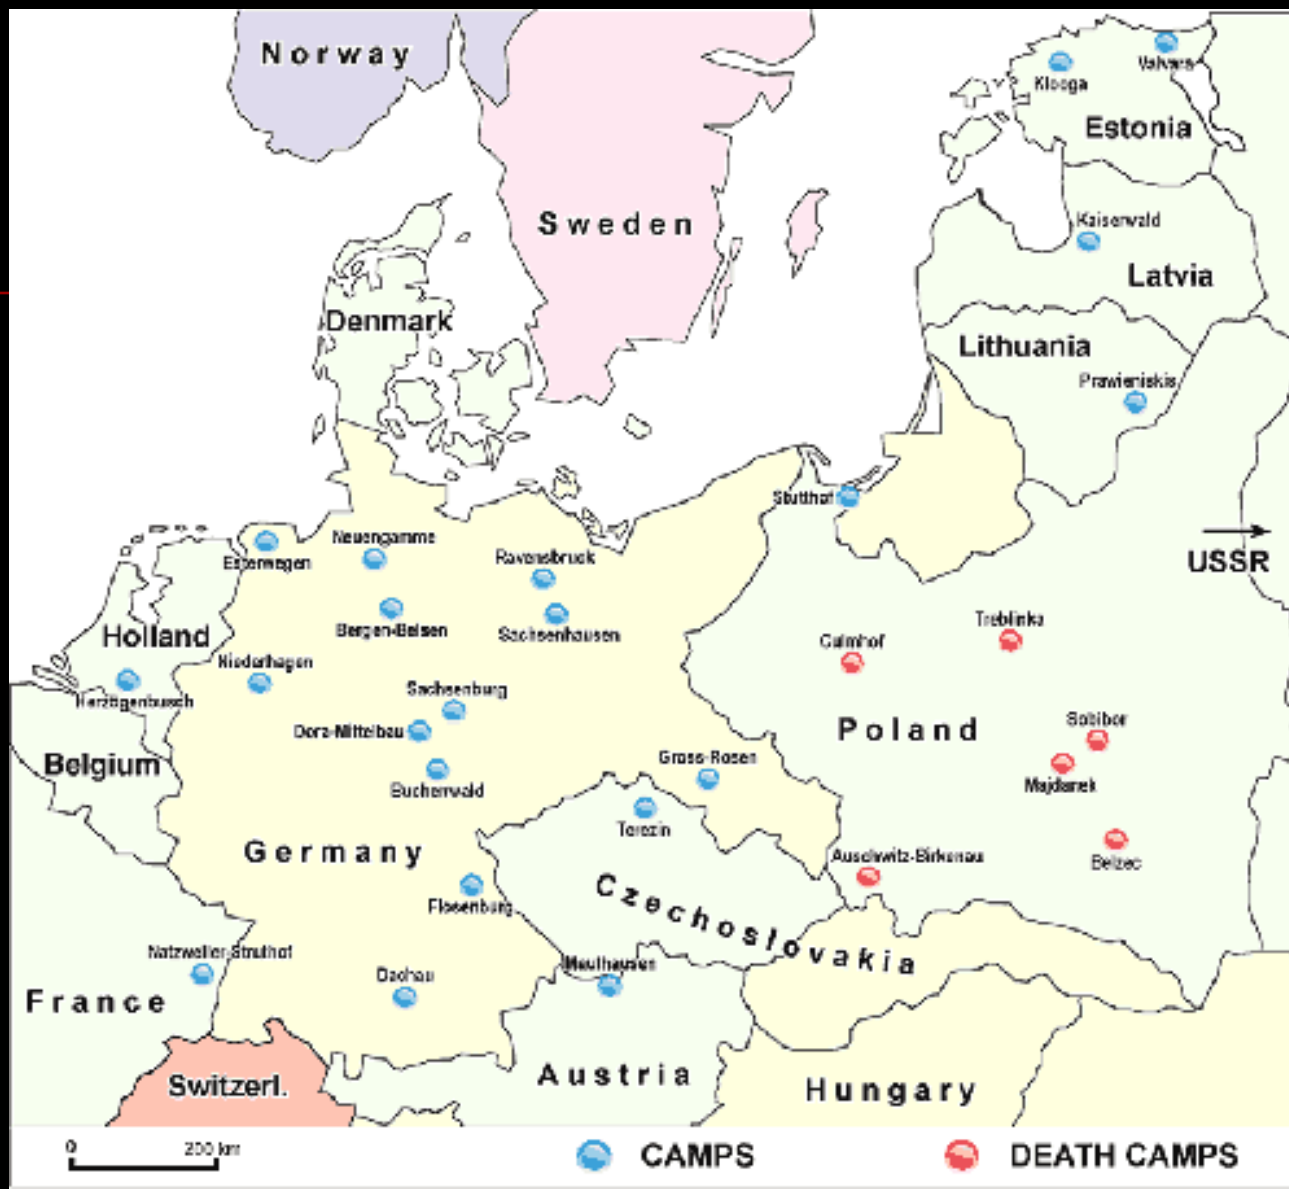 Norway
Valvara
Klooga
Estonia
Sweden
Kaiserwald
Latvia
Denmark
Lithuania
Prawieniskis
Stutthof
Neuengamme
Esterwegen
Ravensbruck
USSR
Bergen-Belsen
Sachsenhausen
Holland
Treblinka
Culmhof
Niederhagen
Herzogenbusch
Sachsenburg
Dora-Mittelbau
Poland
Sobibor
Belgium
Gross-Rosen
Majdanek
Buchenwald
Terezin
Germany
Auschwitz-Birkenau
Belzec
Flosenburg
Czechoslovakia
Natzweiler-Struthof
Mauthausen
Dachau
France
Austria
Switzerl.
Hungary
0 200 km
CAMPS
DEATH CAMPS